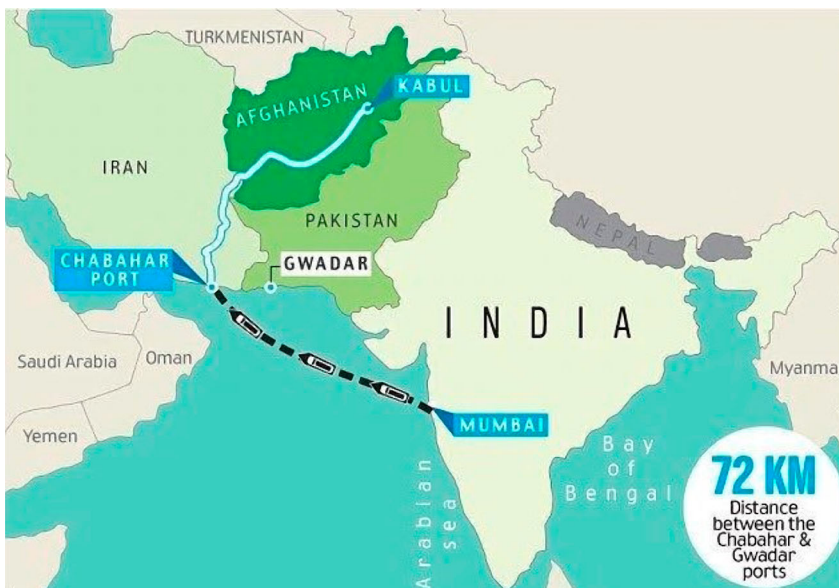 TURKMENISTAN
AFGHANISTAN
KABUL
IRAN
PAKISTAN
NEPAL
CHABAHAR
PORT
GWADAR
INDIA
Saudi Arabia
Oman
Myanmar
Yemen
MUMBAI
Arabian
sea
Bay
of
Bengal
72 KM
Distance
between the
Chabahar &
Gwadar
ports